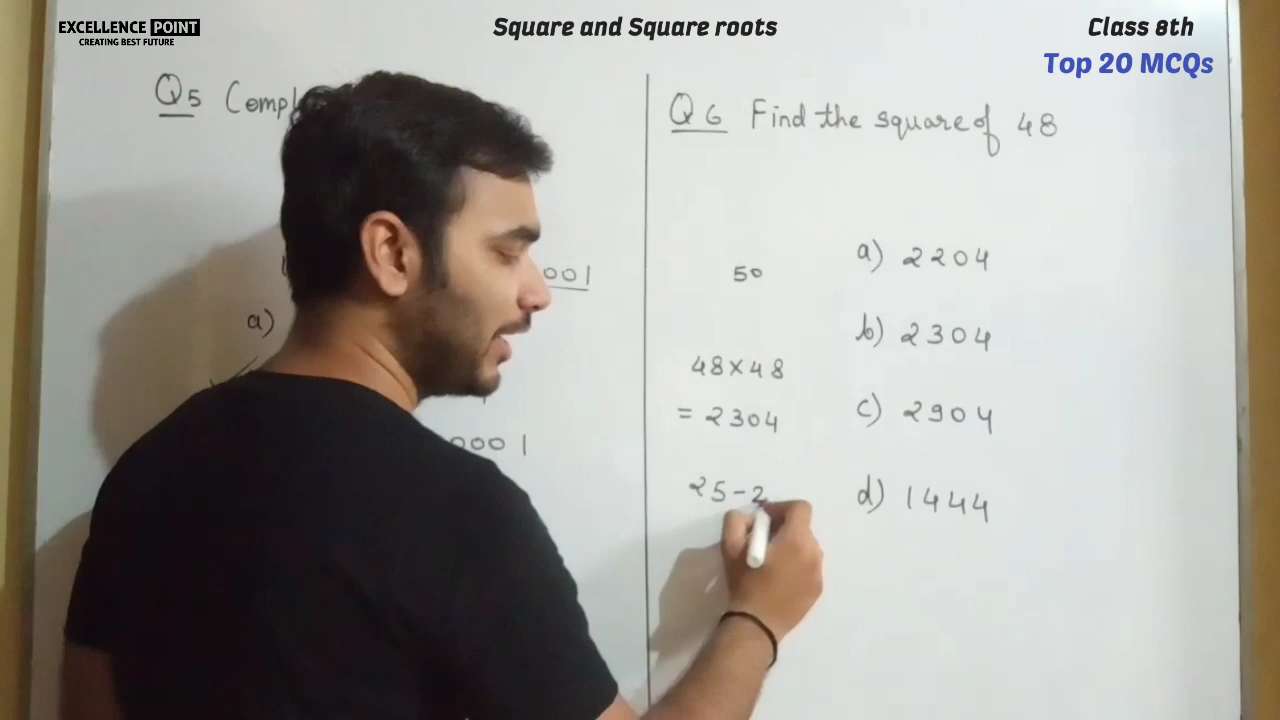 EXCELLENCE POINT
CREATING BEST FUTURE
Square and Square roots
Class 8th
Top 20 MCQs
Q5
a)
001
0001
Q6 Find the square of 48
50
48×48
= 2304
25-2
a) 2204
b) 2304
c) 2904
d) 1444